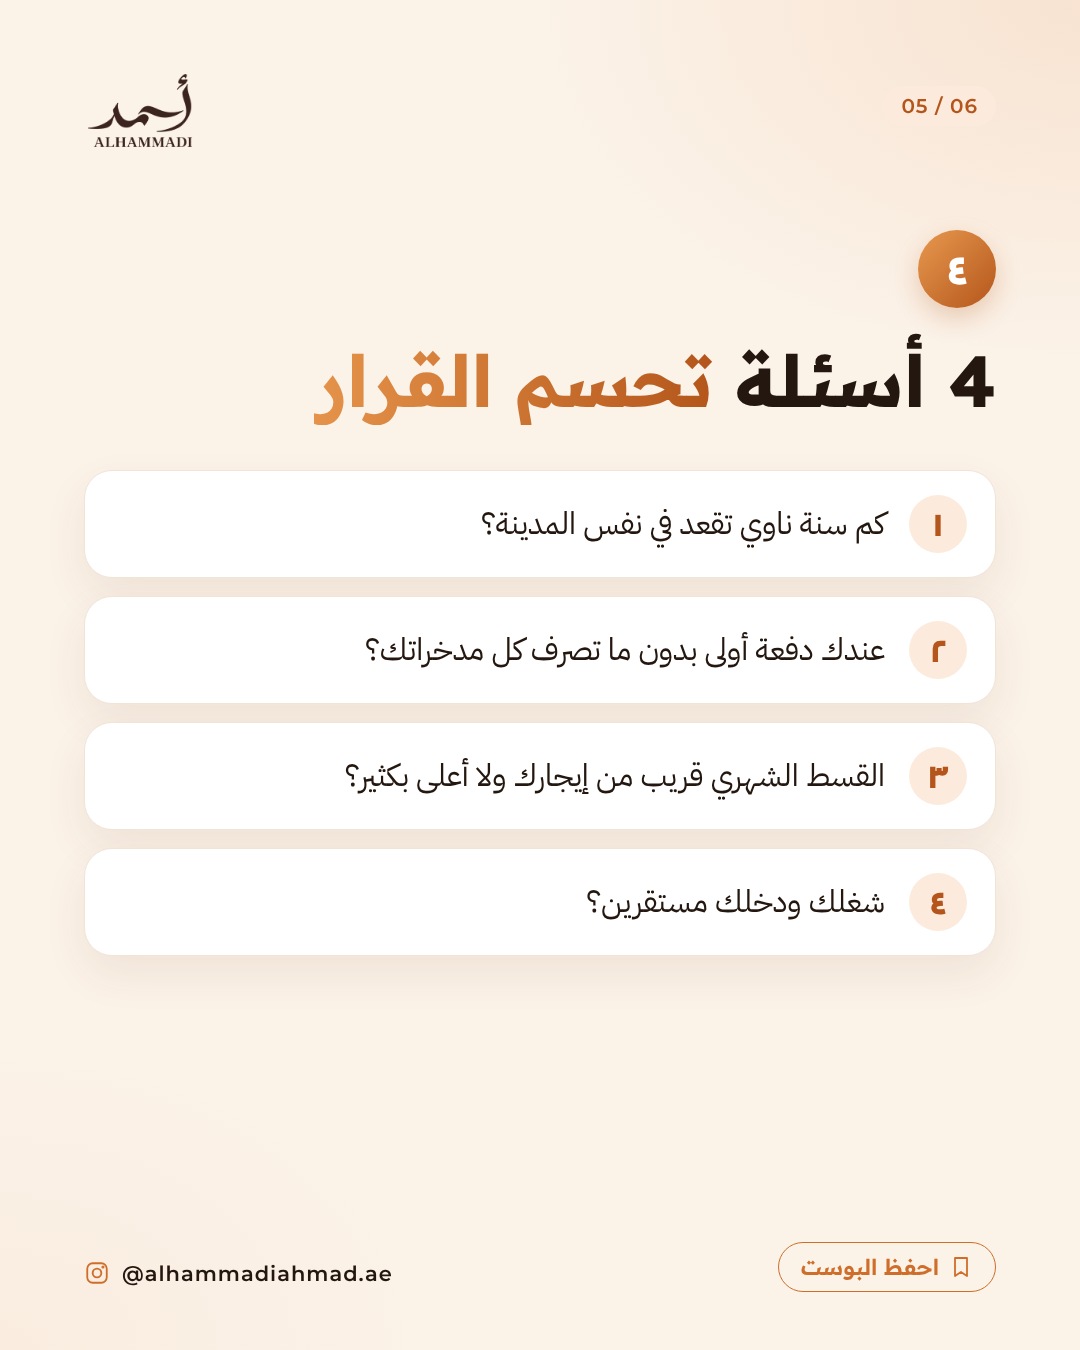 أحمد
ALHAMMADI
05 / 06
٤
4 أسئلة تحسم القرار
١ كم سنة ناوي تقعد في نفس المدينة؟
٢ عندك دفعة أولى بدون ما تصرف كل مدخراتك؟
٣ القسط الشهري قريب من إيجارك ولا أعلى بكثير؟
٤ شغلك ودخلك مستقرين؟
احفظ البوست
@alhammadiahmad.ae